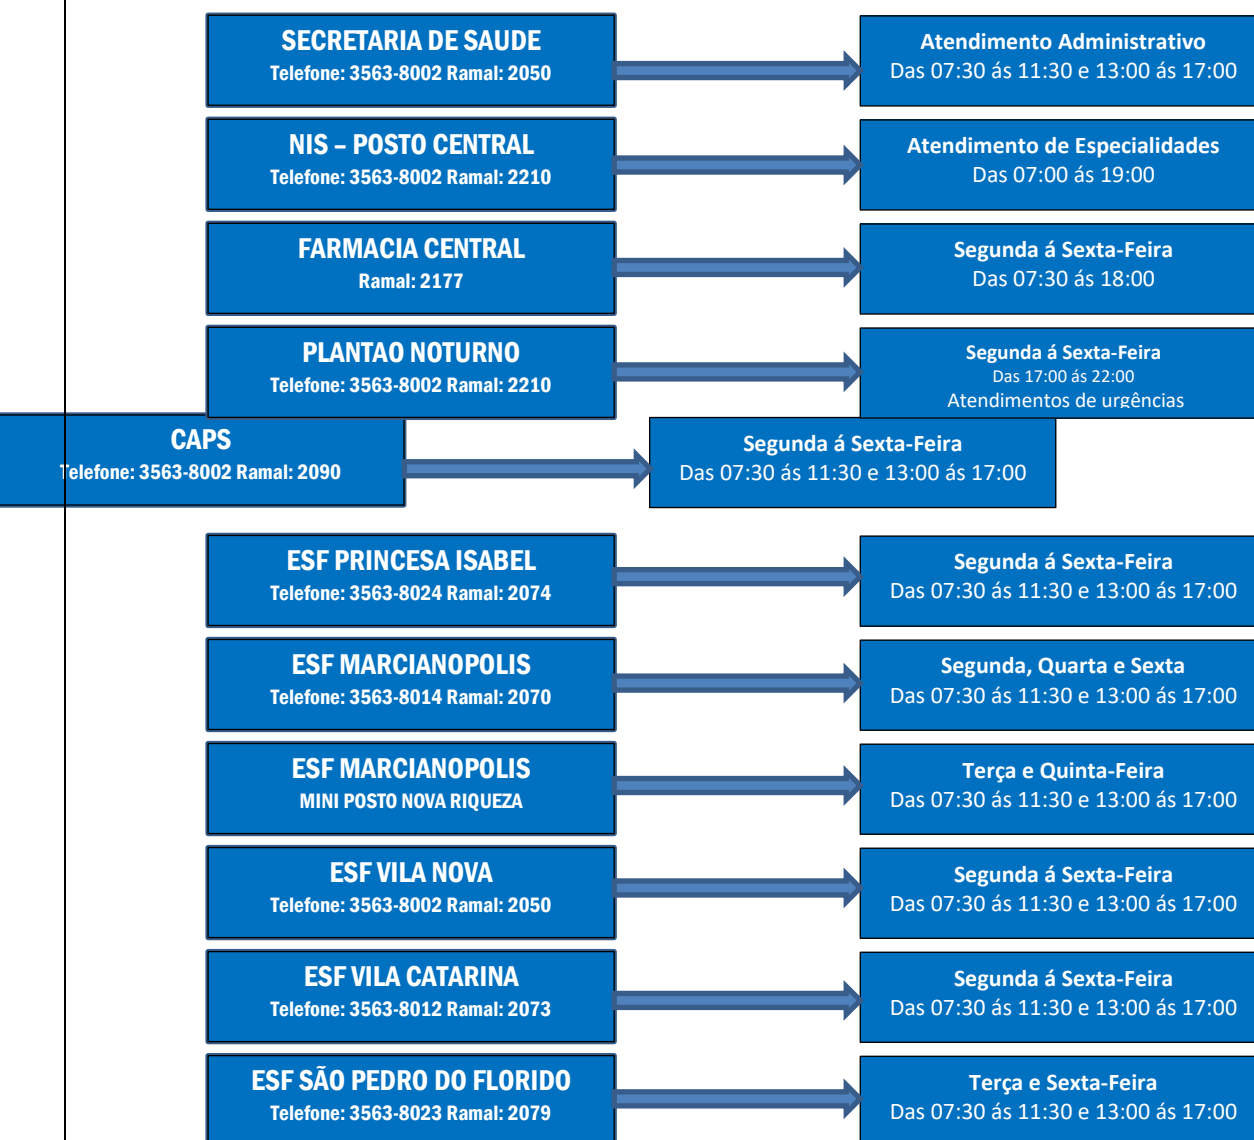 SECRETARIA DE SAUDE
Telefone: 3563-8002 Ramal: 2050
Atendimento Administrativo
Das 07:30 ás 11:30 e 13:00 ás 17:00
NIS – POSTO CENTRAL
Telefone: 3563-8002 Ramal: 2210
Atendimento de Especialidades
Das 07:00 ás 19:00
FARMACIA CENTRAL
Ramal: 2177
Segunda á Sexta-Feira
Das 07:30 ás 18:00
PLANTAO NOTURNO
Telefone: 3563-8002 Ramal: 2210
Segunda á Sexta-Feira
Das 17:00 ás 22:00
Atendimentos de urgências
CAPS
Telefone: 3563-8002 Ramal: 2090
Segunda á Sexta-Feira
Das 07:30 ás 11:30 e 13:00 ás 17:00
ESF PRINCESA ISABEL
Telefone: 3563-8024 Ramal: 2074
Segunda á Sexta-Feira
Das 07:30 ás 11:30 e 13:00 ás 17:00
ESF MARCIANOPOLIS
Telefone: 3563-8014 Ramal: 2070
Segunda, Quarta e Sexta
Das 07:30 ás 11:30 e 13:00 ás 17:00
ESF MARCIANOPOLIS
MINI POSTO NOVA RIQUEZA
Terça e Quinta-Feira
Das 07:30 ás 11:30 e 13:00 ás 17:00
ESF VILA NOVA
Telefone: 3563-8002 Ramal: 2050
Segunda á Sexta-Feira
Das 07:30 ás 11:30 e 13:00 ás 17:00
ESF VILA CATARINA
Telefone: 3563-8012 Ramal: 2073
Segunda á Sexta-Feira
Das 07:30 ás 11:30 e 13:00 ás 17:00
ESF SÃO PEDRO DO FLORIDO
Telefone: 3563-8023 Ramal: 2079
Terça e Sexta-Feira
Das 07:30 ás 11:30 e 13:00 ás 17:00